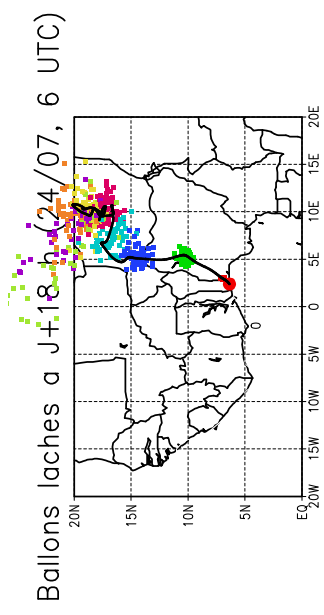 Ballons laches a J+18 h (24/07, 6 UTC)
20N
15N
10N
5N
EQ
20W
15W
10W
5W
0
5E
10E
15E
20E
0